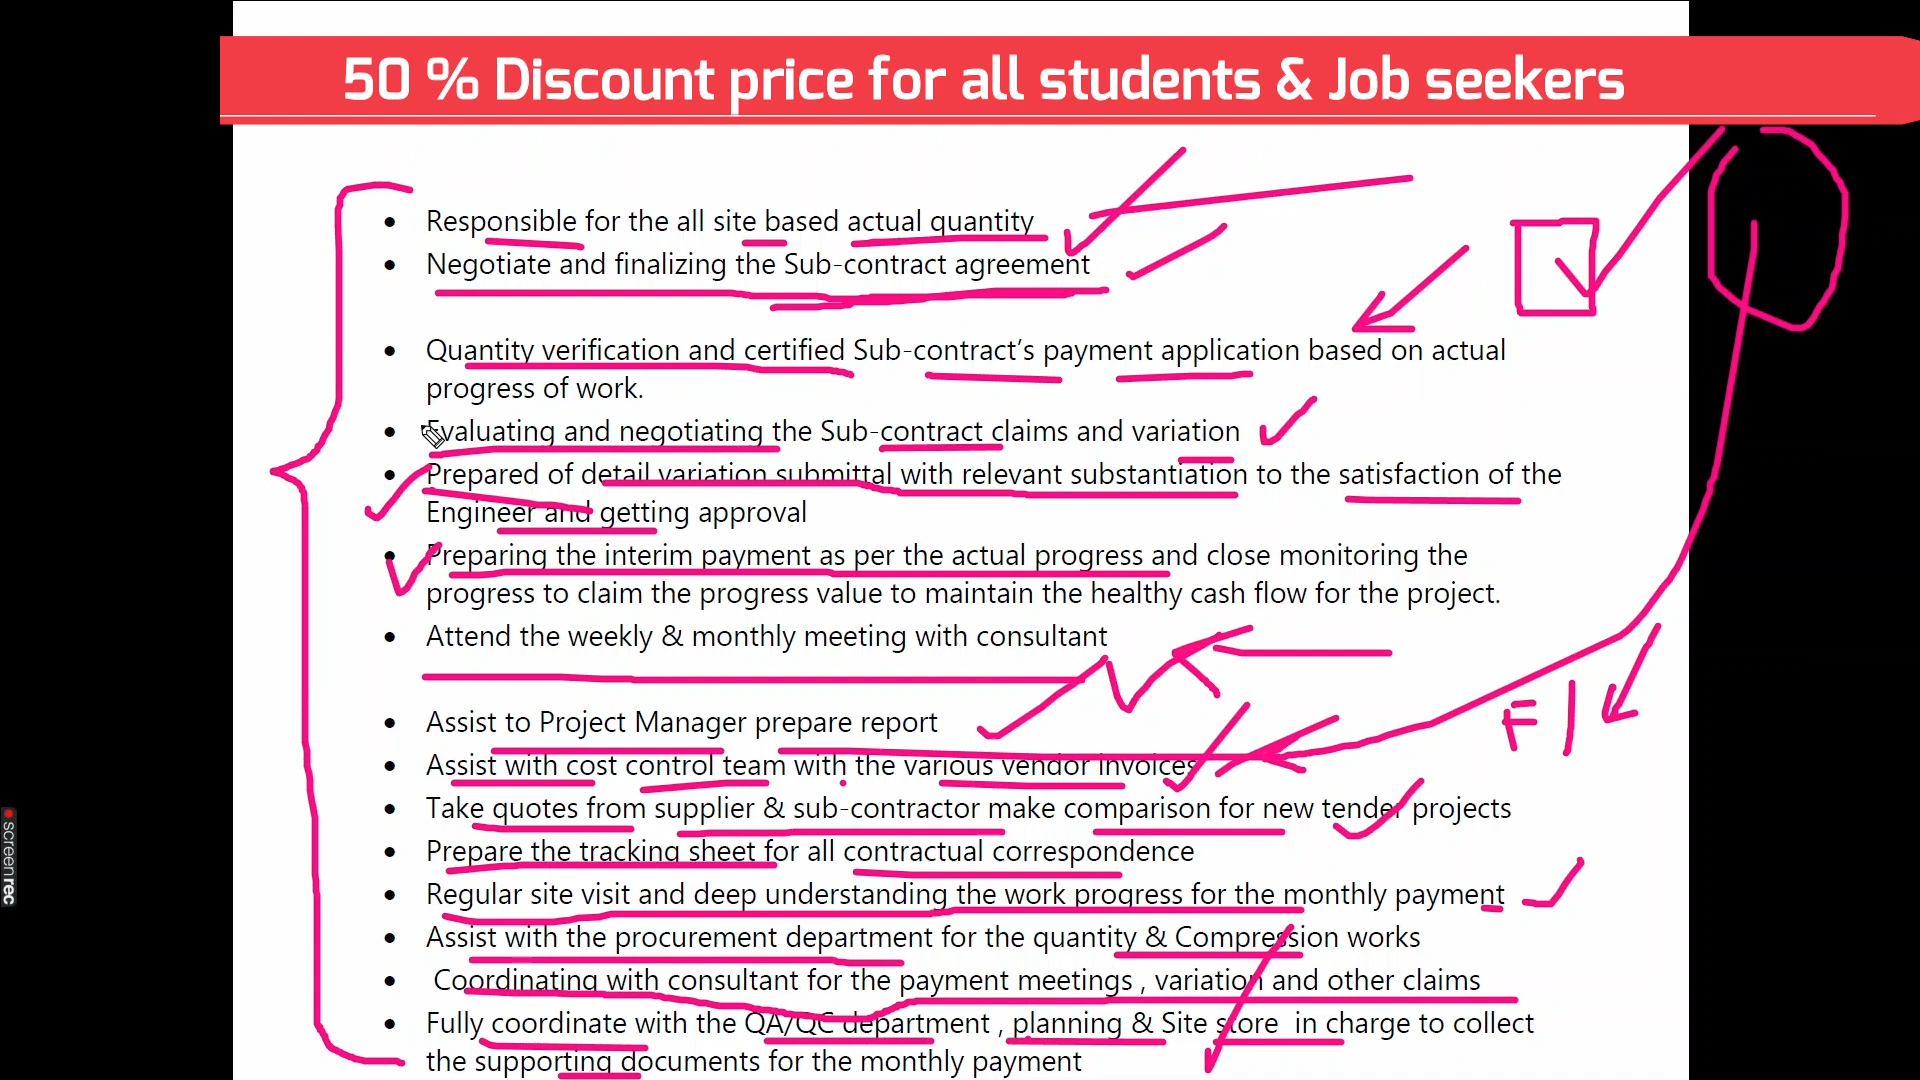 50 % Discount price for all students & Job seekers
• Responsible for the all site based actual quantity
• Negotiate and finalizing the Sub-contract agreement
• Quantity verification and certified Sub-contract’s payment application based on actual
progress of work.
• Evaluating and negotiating the Sub-contract claims and variation
• Prepared of detail variation submittal with relevant substantiation to the satisfaction of the
Engineer and getting approval
• Preparing the interim payment as per the actual progress and close monitoring the
progress to claim the progress value to maintain the healthy cash flow for the project.
• Attend the weekly & monthly meeting with consultant
• Assist to Project Manager prepare report
• Assist with cost control team with the various vendor invoices
• Take quotes from supplier & sub-contractor make comparison for new tender projects
• Prepare the tracking sheet for all contractual correspondence
• Regular site visit and deep understanding the work progress for the monthly payment
• Assist with the procurement department for the quantity & Compression works
• Coordinating with consultant for the payment meetings , variation and other claims
• Fully coordinate with the QA/QC department , planning & Site store in charge to collect
the supporting documents for the monthly payment
screenrec